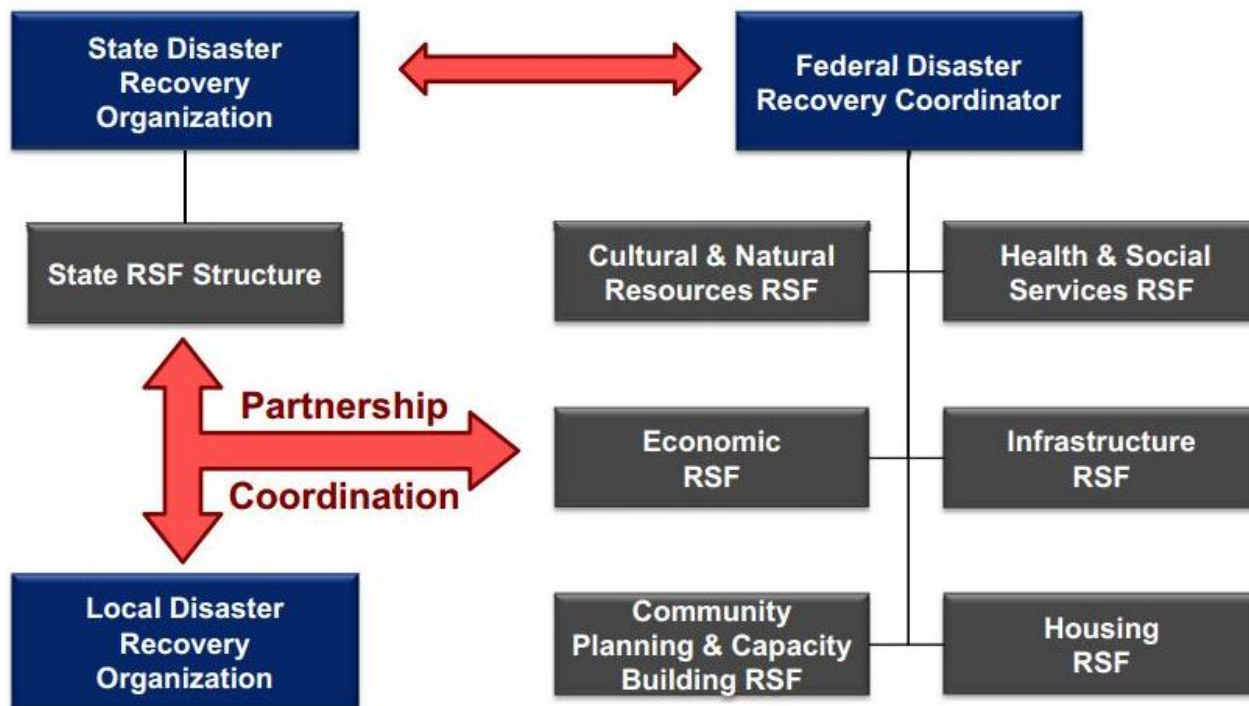 State Disaster
Recovery
Organization
Federal Disaster
Recovery Coordinator
State RSF Structure
Cultural & Natural
Resources RSF
Health & Social
Services RSF
Partnership
Coordination
Economic
RSF
Infrastructure
RSF
Local Disaster
Recovery
Organization
Community
Planning & Capacity
Building RSF
Housing
RSF